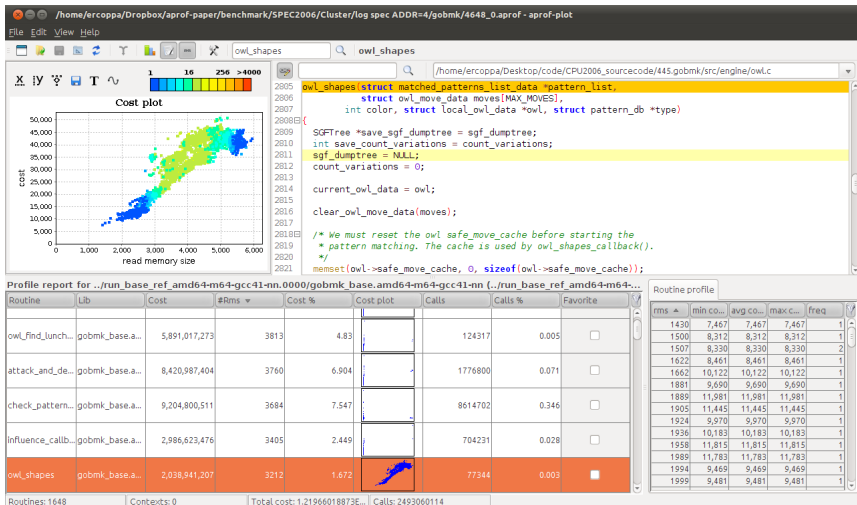 /home/ercoppa/Dropbox/aprof-paper/benchmark/SPEC2006/Cluster/log spec ADDR=4/gobmk/4648_0.aprof - aprof-plot
File Edit View Help
owl_shapes owl_shapes
X !Y T 1 16 256 >4000
Cost plot
50,000
45,000
40,000
35,000
30,000
25,000
20,000
15,000
10,000
5,000
0
cost
0 1,000 2,000 3,000 4,000 5,000 6,000
read memory size
/home/ercoppa/Desktop/code/CPU2006_sourcecode/445.gobmk/src/engine/owl.c
2805 owl_shapes(struct matched_patterns_list_data *pattern_list,
2806 struct owl_move_data moves[MAX_MOVES],
2807 int color, struct local_owl_data *owl, struct pattern_db *type)
2808 {
2809 SGFTree *save_sgf_dumptree = sgf_dumptree;
2810 int save_count_variations = count_variations;
2811 sgf_dumptree = NULL;
2812 count_variations = 0;
2813
2814 current_owl_data = owl;
2815
2816 clear_owl_move_data(moves);
2817
2818 /* We must reset the owl safe_move_cache before starting the
2819 * pattern matching. The cache is used by owl_shapes_callback().
2820 */
2821 memset(owl->safe_move_cache, 0, sizeof(owl->safe_move_cache));
Profile report for ../run_base_ref_amd64-m64-gcc41-nn.0000/gobmk_base.amd64-m64-gcc41-nn (../run_base_ref_amd64-m64-...
Routine Lib Cost #Rms Cost % Cost plot Calls Calls % Favorite
owl_find_lunch... gobmk_base.a... 5,891,017,273 3813 4.83 124317 0.005
attack_and_de... gobmk_base.a... 8,420,987,404 3760 6.904 1776800 0.071
check_pattern... gobmk_base.a... 9,204,800,511 3684 7.547 8614702 0.346
influence_callb... gobmk_base.a... 2,986,623,476 3405 2.449 704231 0.028
owl_shapes gobmk_base.a... 2,038,941,207 3212 1.672 77344 0.003
Routine profile
rms min co... avg co... max c... freq
1430 7,467 7,467 7,467 1
1500 8,312 8,312 8,312 1
1507 8,330 8,330 8,330 2
1622 8,461 8,461 8,461 1
1662 10,122 10,122 10,122 1
1881 9,690 9,690 9,690 1
1889 11,981 11,981 11,981 1
1905 11,445 11,445 11,445 1
1924 9,970 9,970 9,970 1
1936 10,183 10,183 10,183 1
1958 11,815 11,815 11,815 1
1989 11,783 11,783 11,783 1
1994 9,469 9,469 9,469 1
1999 9,481 9,481 9,481 1
Routines: 1648 Contexts: 0 Total cost: 1.21966018873E... Calls: 2493060114